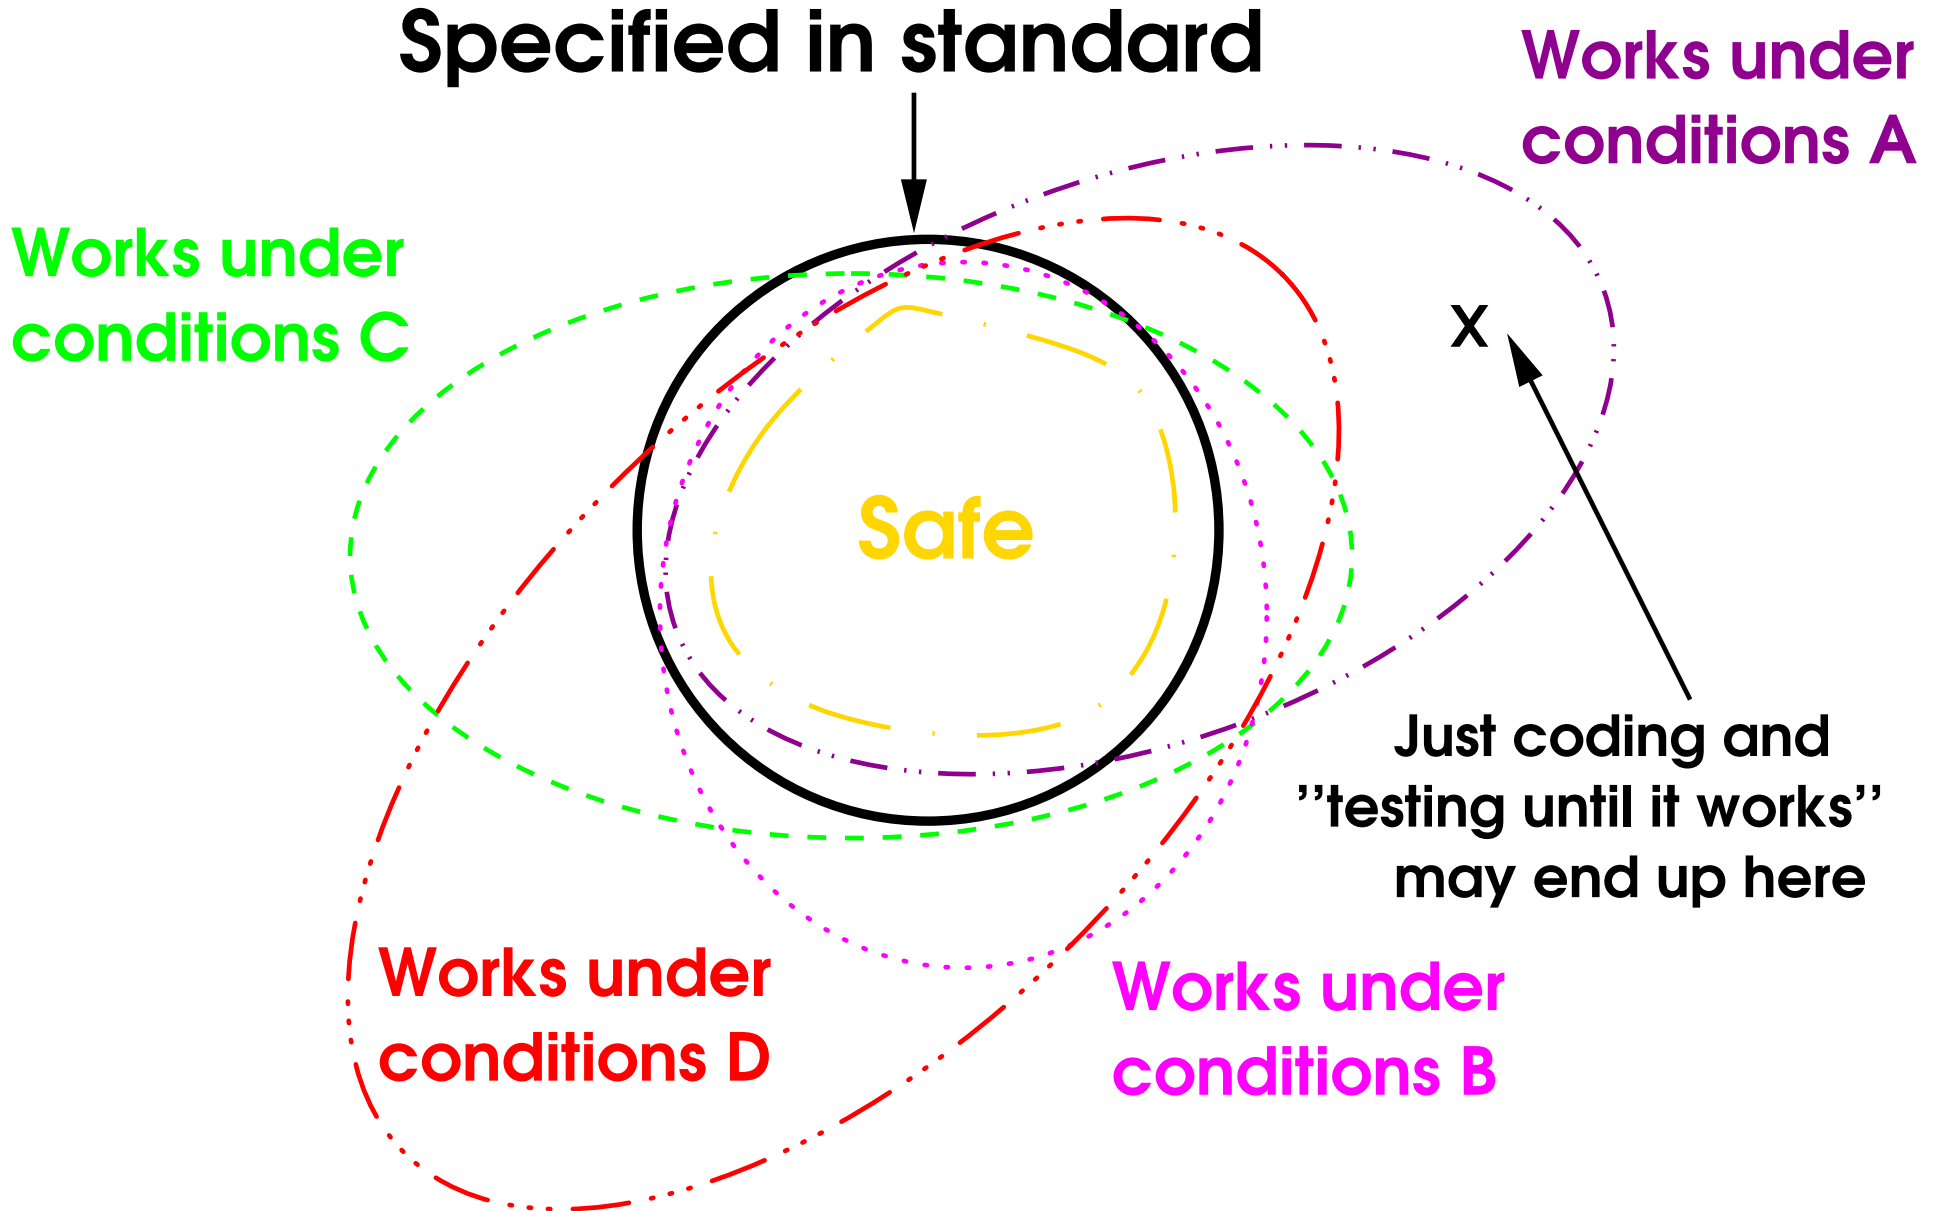 Specified in standard
Works under
conditions A
Works under
conditions C
X
Safe
Just coding and
”testing until it works”
may end up here
Works under
conditions D
Works under
conditions B